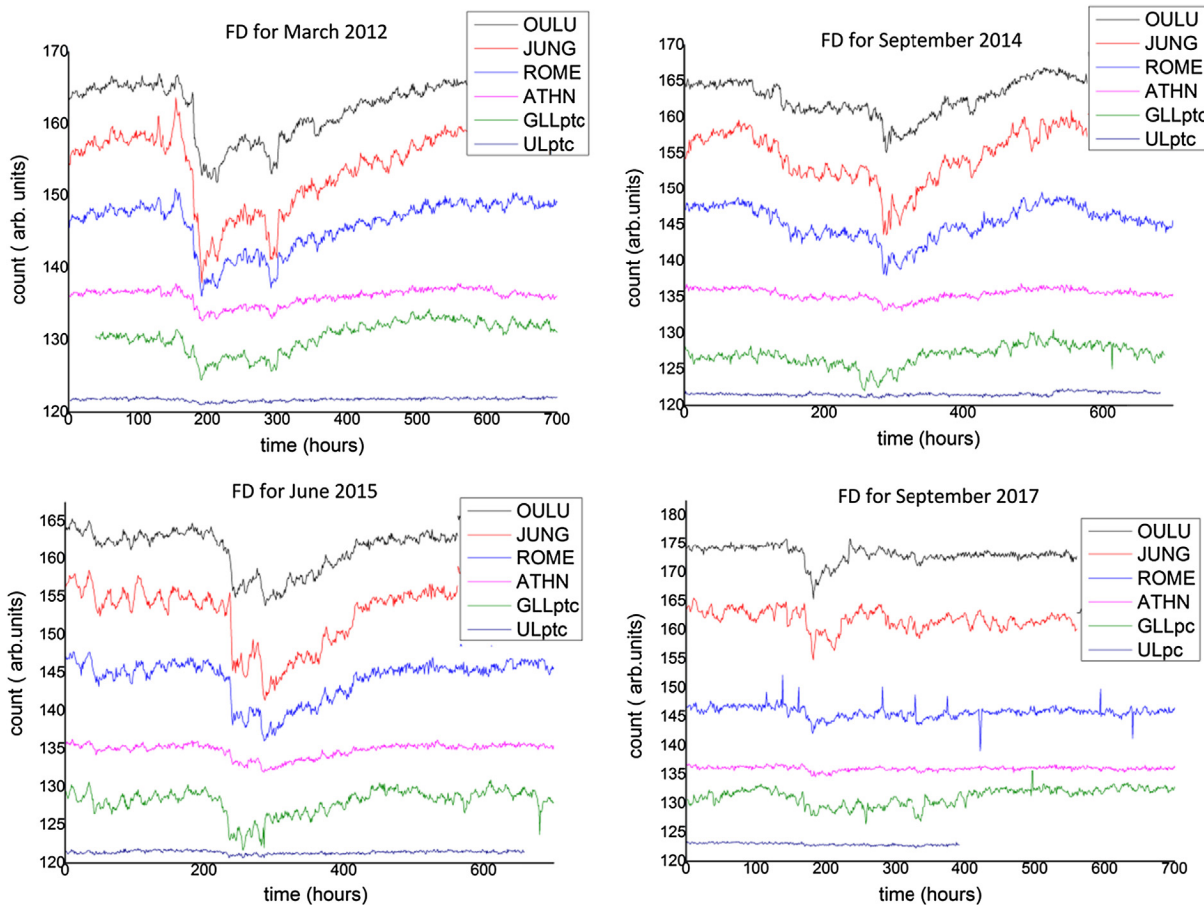 FD for March 2012
OULU
JUNG
ROME
ATHN
GLLptc
ULptc
170
160
150
140
130
120
count ( arb. units)
0 100 200 300 400 500 600 700
time (hours)
FD for September 2014
OULU
JUNG
ROME
ATHN
GLLptc
ULptc
170
165
160
155
150
145
140
135
130
125
120
count (arb.units)
0 200 400 600
time (hours)
FD for June 2015
OULU
JUNG
ROME
ATHN
GLLptc
ULptc
165
160
155
150
145
140
135
130
125
120
count ( arb.units)
0 200 400 600
time (hours)
FD for September 2017
OULU
JUNG
ROME
ATHN
GLLpc
ULpc
180
175
170
165
160
155
150
145
140
135
130
125
120
count (arb.units)
0 100 200 300 400 500 600 700
time (hours)